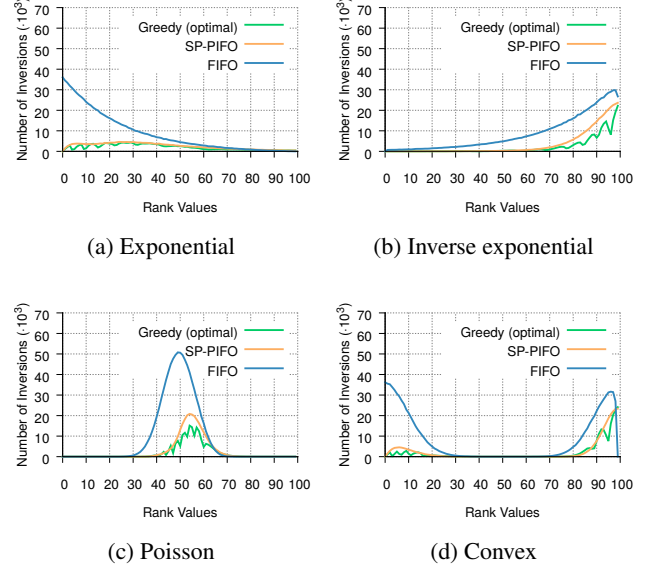 Number of Inversions (·10³)
70
60
50
40
30
20
10
0
Greedy (optimal)
SP-PIFO
FIFO
0 10 20 30 40 50 60 70 80 90 100
Rank Values
(a) Exponential
Number of Inversions (·10³)
70
60
50
40
30
20
10
0
Greedy (optimal)
SP-PIFO
FIFO
0 10 20 30 40 50 60 70 80 90 100
Rank Values
(b) Inverse exponential
Number of Inversions (·10³)
70
60
50
40
30
20
10
0
Greedy (optimal)
SP-PIFO
FIFO
0 10 20 30 40 50 60 70 80 90 100
Rank Values
(c) Poisson
Number of Inversions (·10³)
70
60
50
40
30
20
10
0
Greedy (optimal)
SP-PIFO
FIFO
0 10 20 30 40 50 60 70 80 90 100
Rank Values
(d) Convex